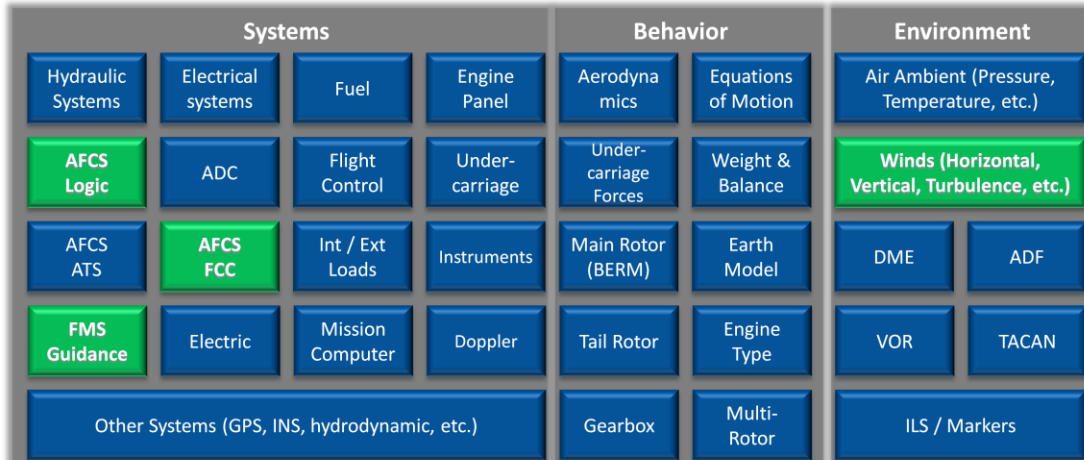 Systems
Behavior
Environment
Hydraulic
Systems
Electrical
systems
Fuel
Engine
Panel
Aerodyna
mics
Equations
of Motion
Air Ambient (Pressure,
Temperature, etc.)
AFCS
Logic
ADC
Flight
Control
Under-
carriage
Under-
carriage
Forces
Weight &
Balance
Winds (Horizontal,
Vertical, Turbulence, etc.)
AFCS
ATS
AFCS
FCC
Int / Ext
Loads
Instruments
Main Rotor
(BERM)
Earth
Model
DME
ADF
FMS
Guidance
Electric
Mission
Computer
Doppler
Tail Rotor
Engine
Type
VOR
TACAN
Other Systems (GPS, INS, hydrodynamic, etc.)
Gearbox
Multi-
Rotor
ILS / Markers